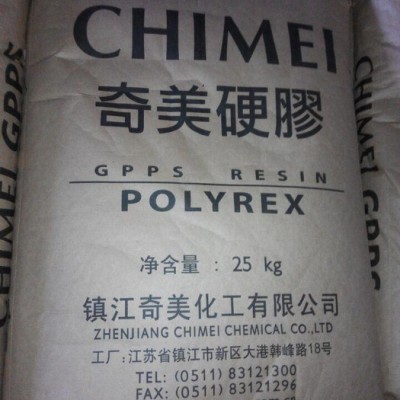 CHIMEI
奇美硬膠
GPPS RESIN
POLYREX
净含量 : 25 kg
镇江奇美化工有限公司
ZHENJIANG CHIMEI CHEMICAL CO.,LTD
工厂:江苏省镇江市新区大港韩峰路18号
TEL: (0511) 83121300
FAX: (0511) 83121296
CHIMEI GPPS
CHIMEI GPPS